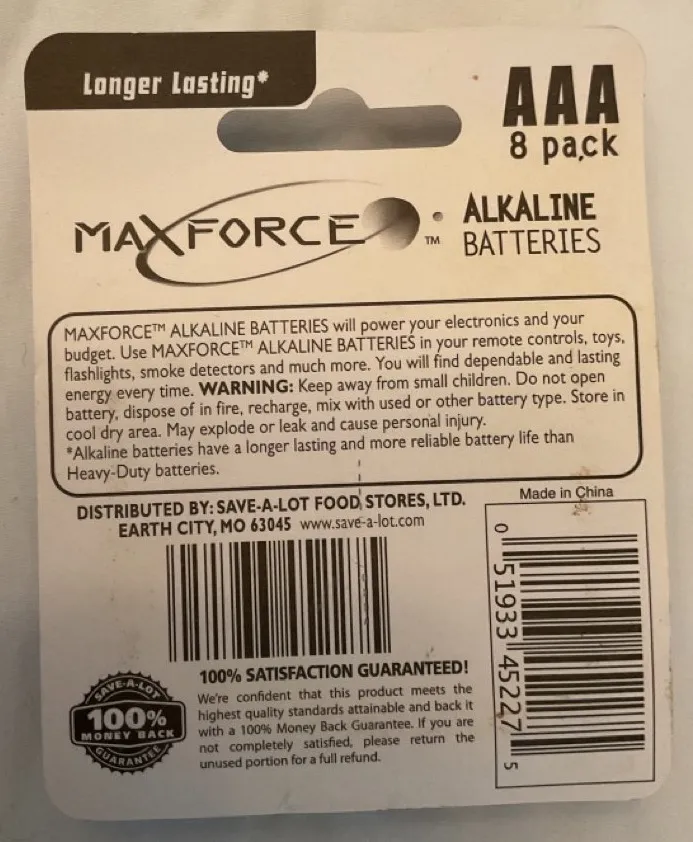 Longer Lasting*
AAA
8 pack
MAXFORCE™
ALKALINE
BATTERIES
MAXFORCE™ ALKALINE BATTERIES will power your electronics and your
budget. Use MAXFORCE™ ALKALINE BATTERIES in your remote controls, toys,
flashlights, smoke detectors and much more. You will find dependable and lasting
energy every time. WARNING: Keep away from small children. Do not open
battery, dispose of in fire, recharge, mix with used or other battery type. Store in
cool dry area. May explode or leak and cause personal injury.
*Alkaline batteries have a longer lasting and more reliable battery life than
Heavy-Duty batteries.
DISTRIBUTED BY: SAVE-A-LOT FOOD STORES, LTD.
EARTH CITY, MO 63045 www.save-a-lot.com
Made in China
0 51933 45227 5
SAVE-A-LOT
100%
MONEY BACK
GUARANTEE
100% SATISFACTION GUARANTEED!
We're confident that this product meets the
highest quality standards attainable and back it
with a 100% Money Back Guarantee. If you are
not completely satisfied, please return the
unused portion for a full refund.